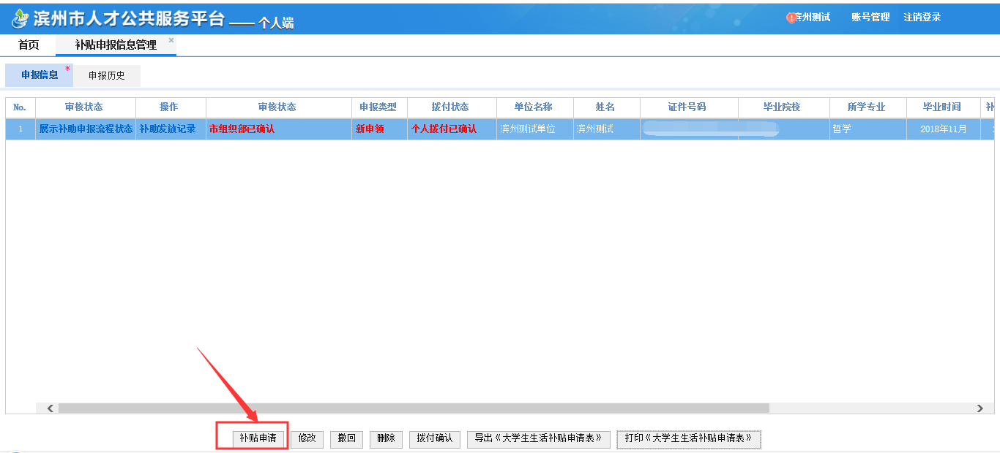 滨州市人才公共服务平台 —— 个人端
滨州测试 账号管理 注销登录
首页 补贴申报信息管理 ×
申报信息 * 申报历史
No. 审核状态 操作 审核状态 申报类型 拨付状态 单位名称 姓名 证件号码 毕业院校 所学专业 毕业时间 补
1 展示补助申报流程状态 补助发放记录 市组织部已确认 新申领 个人拨付已确认 滨州测试单位 滨州测试 哲学 2018年11月
补贴申请 修改 撤回 删除 拨付确认 导出《大学生生活补贴申请表》 打印《大学生生活补贴申请表》